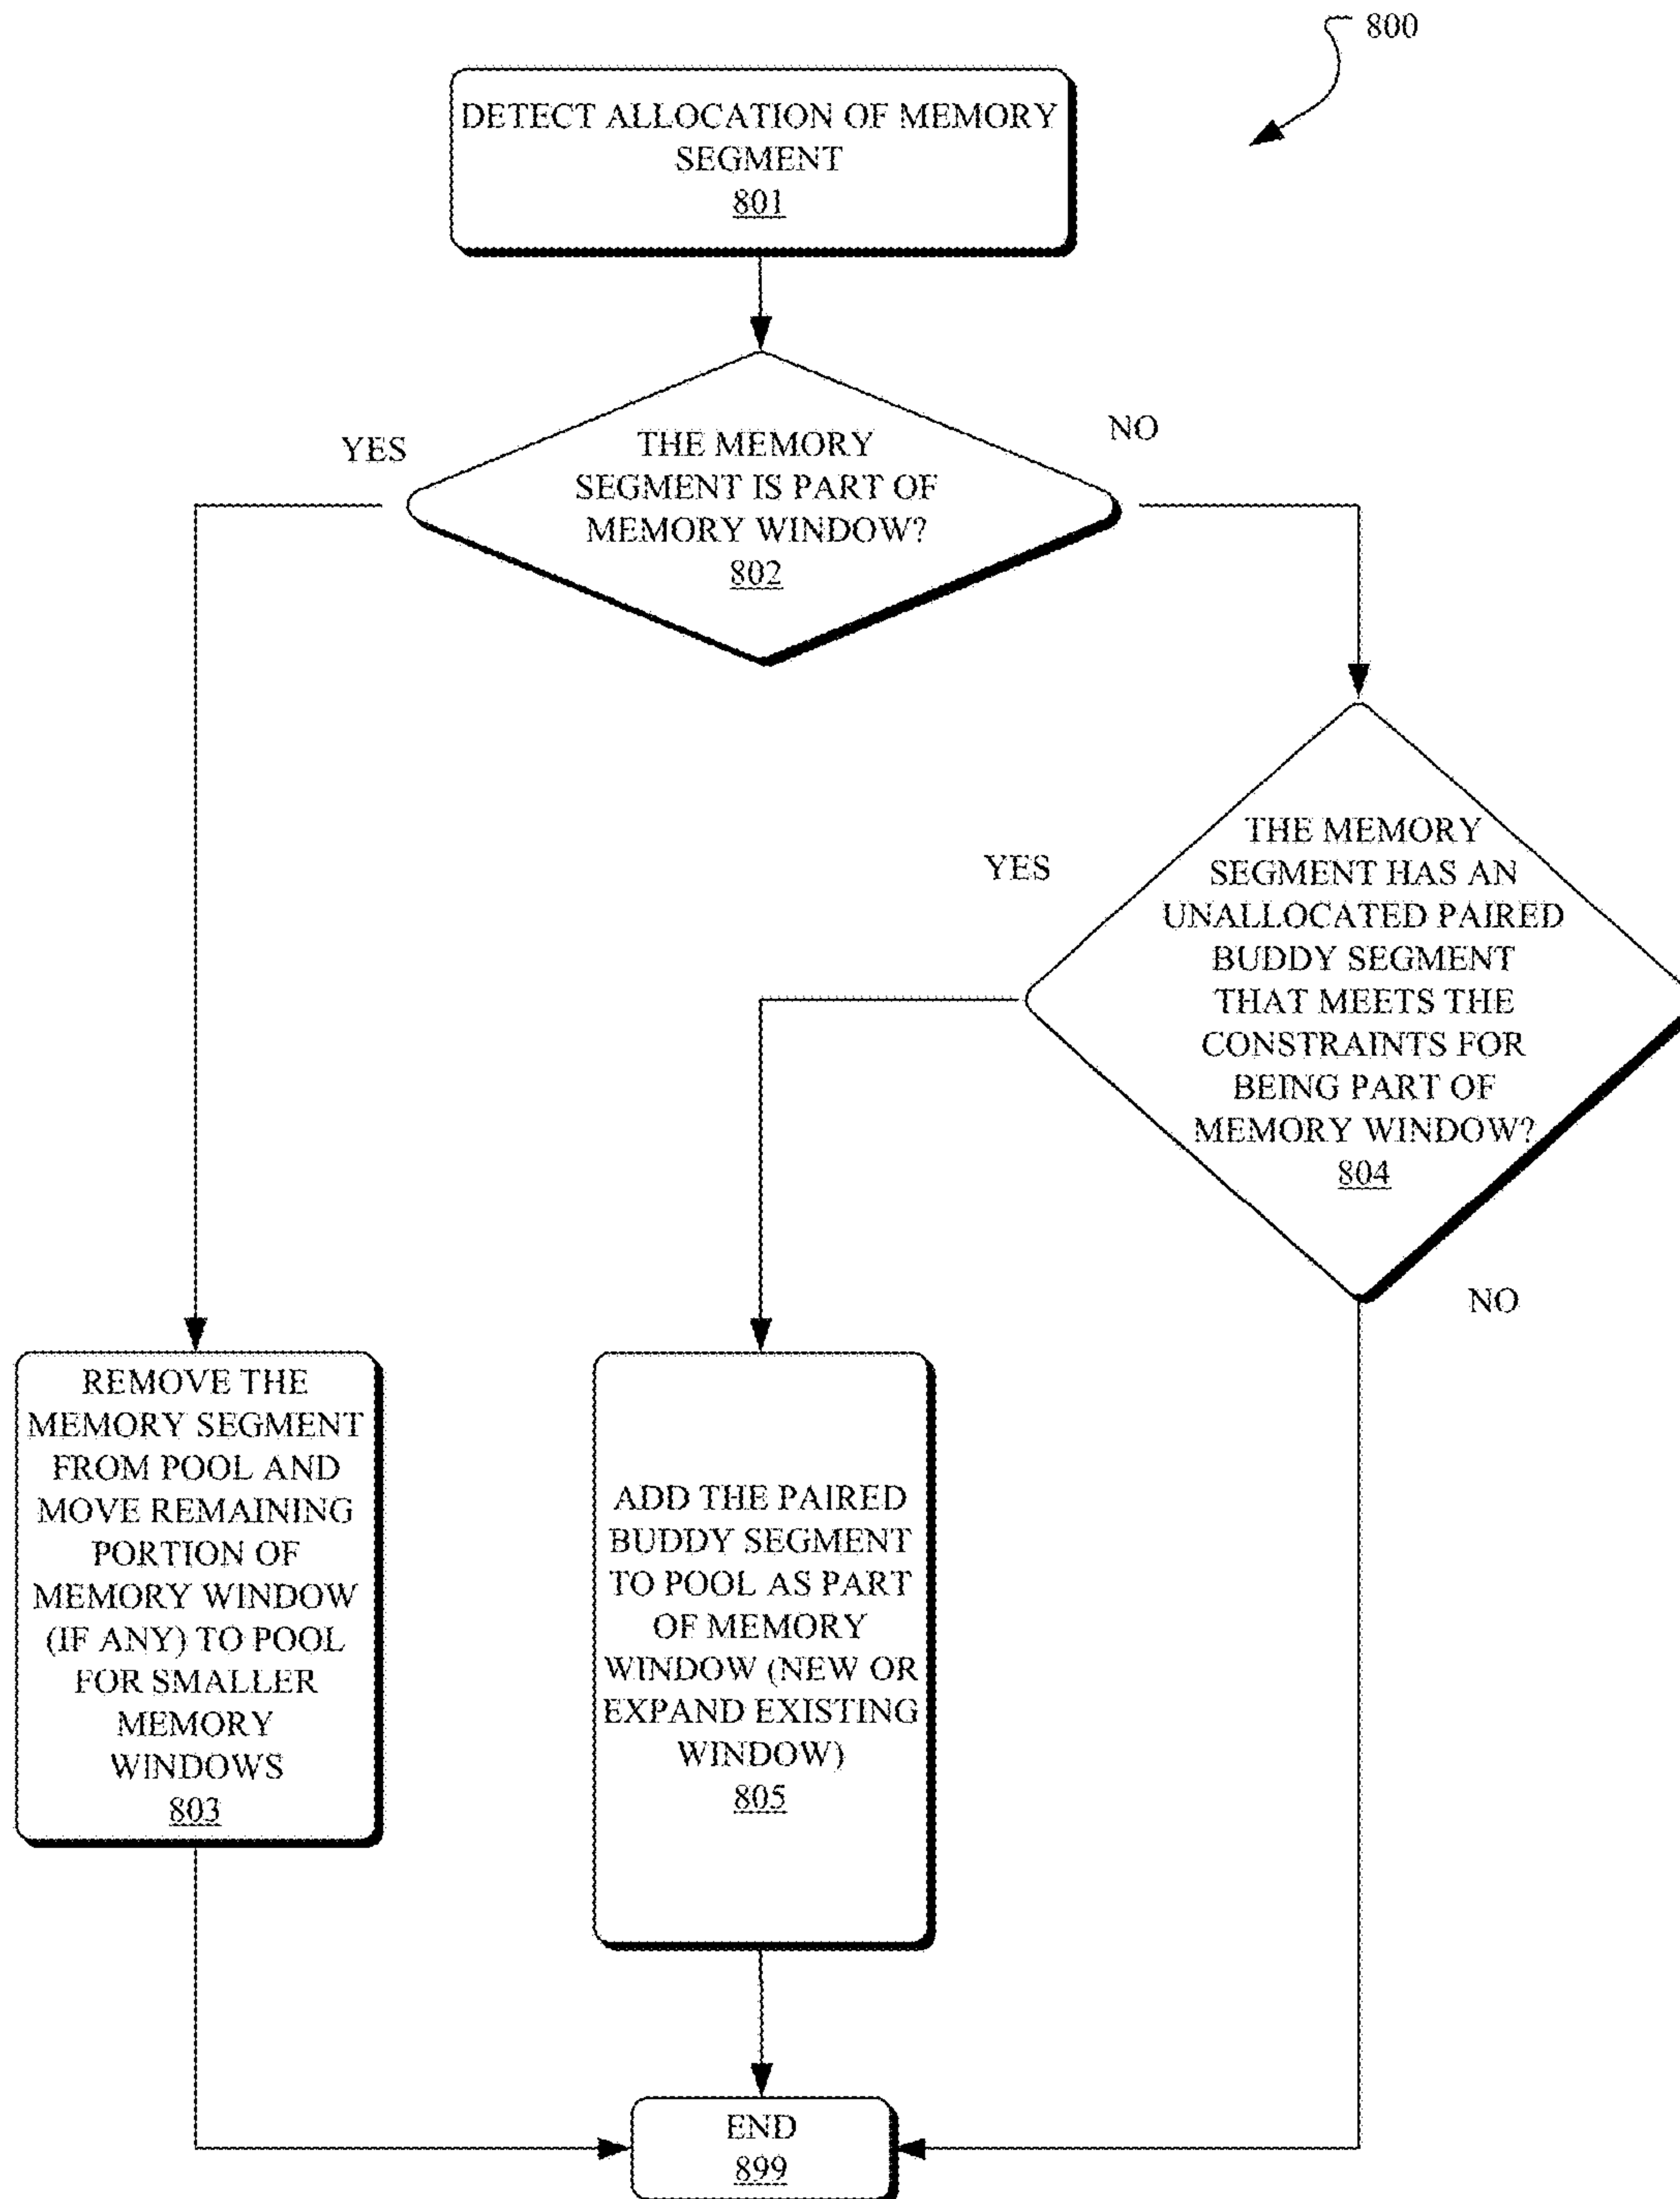 800
DETECT ALLOCATION OF MEMORY
SEGMENT
801
YES
NO
THE MEMORY
SEGMENT IS PART OF
MEMORY WINDOW?
802
YES
THE MEMORY
SEGMENT HAS AN
UNALLOCATED PAIRED
BUDDY SEGMENT
THAT MEETS THE
CONSTRAINTS FOR
BEING PART OF
MEMORY WINDOW?
804
NO
REMOVE THE
MEMORY SEGMENT
FROM POOL AND
MOVE REMAINING
PORTION OF
MEMORY WINDOW
(IF ANY) TO POOL
FOR SMALLER
MEMORY
WINDOWS
803
ADD THE PAIRED
BUDDY SEGMENT
TO POOL AS PART
OF MEMORY
WINDOW (NEW OR
EXPAND EXISTING
WINDOW)
805
END
899